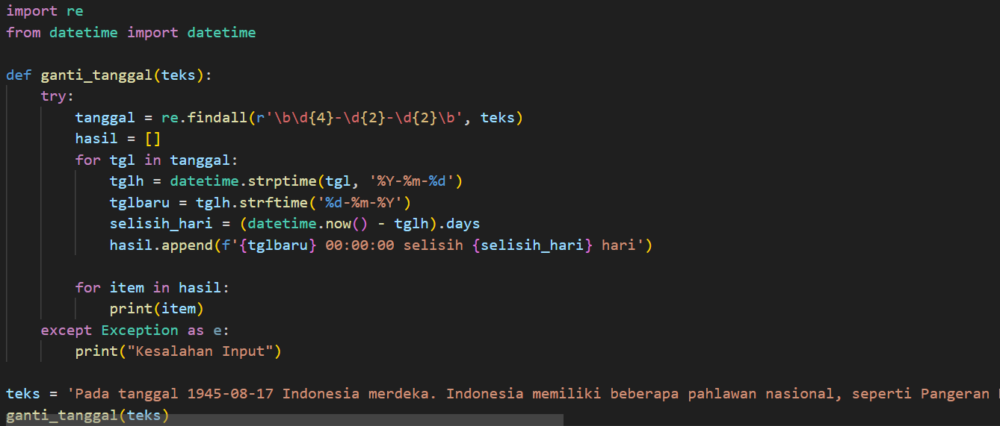 import re
from datetime import datetime
def ganti_tanggal(teks):
    try:
        tanggal = re.findall(r'\b\d{4}-\d{2}-\d{2}\b', teks)
        hasil = []
        for tgl in tanggal:
            tglh = datetime.strptime(tgl, '%Y-%m-%d')
            tglbaru = tglh.strftime('%d-%m-%Y')
            selisih_hari = (datetime.now() - tglh).days
            hasil.append(f'{tglbaru} 00:00:00 selisih {selisih_hari} hari')
        for item in hasil:
            print(item)
    except Exception as e:
        print("Kesalahan Input")
teks = 'Pada tanggal 1945-08-17 Indonesia merdeka. Indonesia memiliki beberapa pahlawan nasional, seperti Pangeran
ganti_tanggal(teks)